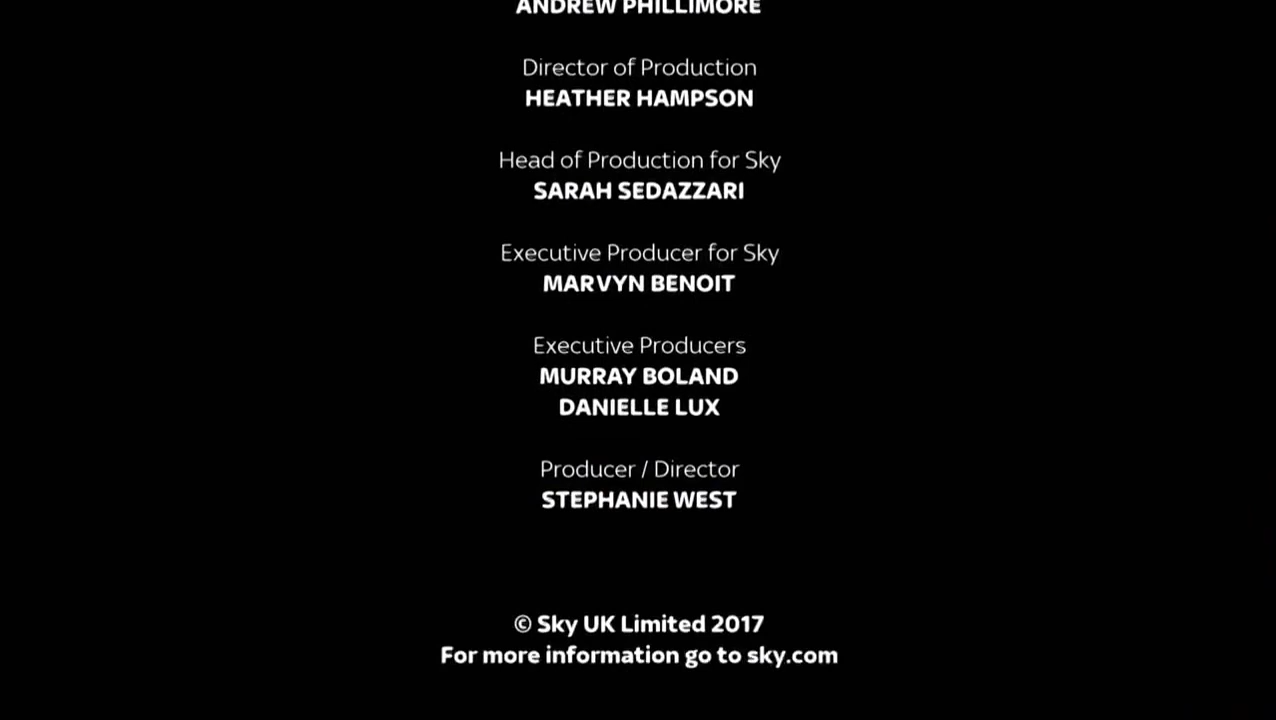 ANDREW PHILLIMORE
Director of Production
HEATHER HAMPSON
Head of Production for Sky
SARAH SEDAZZARI
Executive Producer for Sky
MARVYN BENOIT
Executive Producers
MURRAY BOLAND
DANIELLE LUX
Producer / Director
STEPHANIE WEST
© Sky UK Limited 2017
For more information go to sky.com